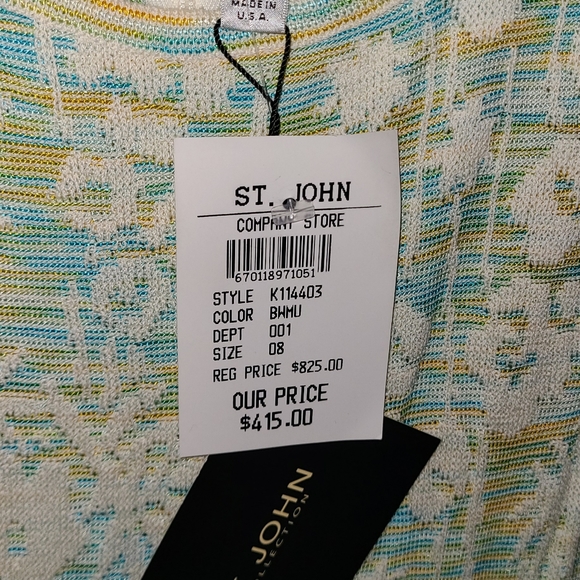 MADE IN
U.S.A.
ST. JOHN
COMPANY STORE
670118971051
STYLE K114403
COLOR BWMU
DEPT 001
SIZE 08
REG PRICE $825.00
OUR PRICE
$415.00
JOHN